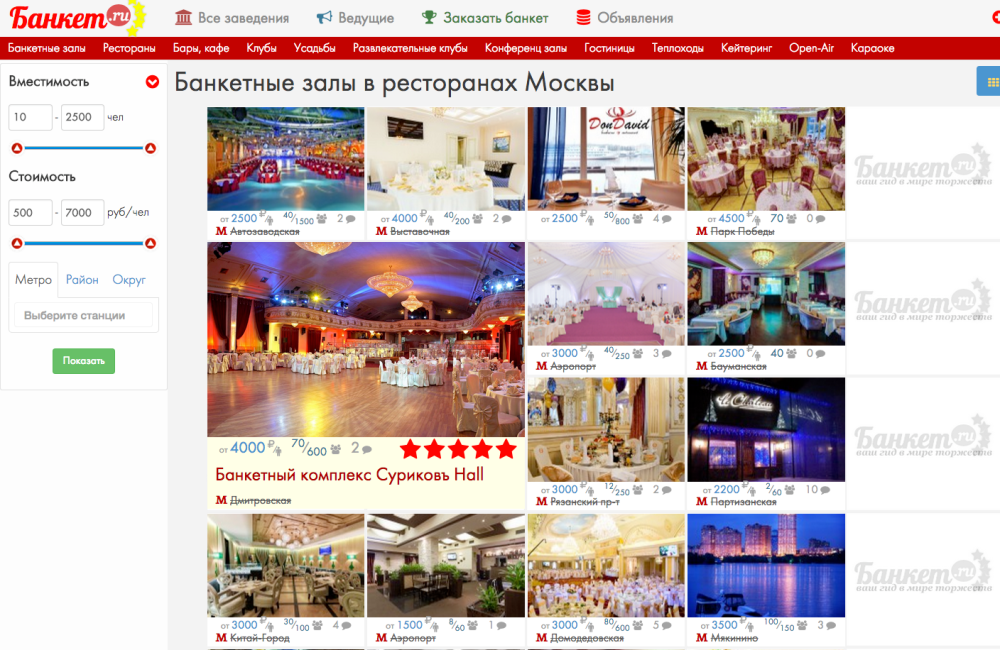 Банкет.ru
Все заведения Ведущие Заказать банкет Объявления
Банкетные залы Рестораны Бары, кафе Клубы Усадьбы Развлекательные клубы Конференц залы Гостиницы Теплоходы Кейтеринг Open-Air Караоке
Вместимость
10 - 2500 чел
Стоимость
500 - 7000 руб/чел
Метро Район Округ
Выберите станции
Показать
Банкетные залы в ресторанах Москвы
DonDavid
Банкет.ru
ваш гид в мире торжеств
от 2500 40/1500 2
М Автозаводская
от 4000 40/200 2
М Выставочная
от 2500 50/800 4
от 4500 70 0
М Парк Победы
от 4000 70/600 2
Банкетный комплекс Суриковъ Hall
М Дмитровская
от 3000 40/250 3
М Аэропорт
от 2500 40 0
М Бауманская
Банкет.ru
ваш гид в мире торжеств
Le Chateau
от 3000 12/250 2
М Рязанский пр-т
от 2200 2/60 10
М Партизанская
Банкет.ru
ваш гид в мире торжеств
от 3000 30/100 4
М Китай-Город
от 1500 8/60 1
М Аэропорт
от 3000 80/600 5
М Домодедовская
от 3500 100/150 3
М Мякинино
Банкет.ru
ваш гид в мире торжеств